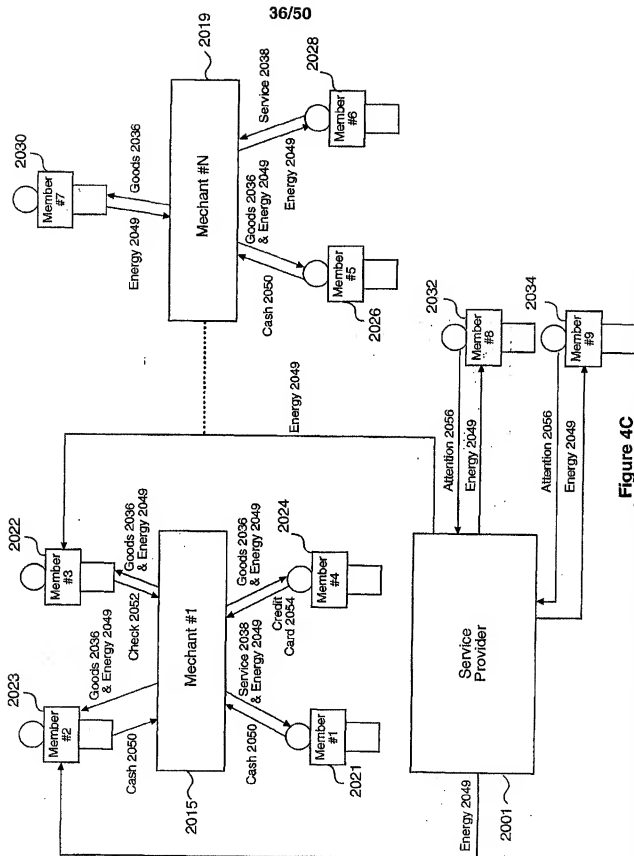 36/50
2030
Member
#7
Energy 2049
Goods 2036
2019
Mechant #N
Goods 2036
& Energy 2049
Cash 2050
Service 2038
Energy 2049
Member
#5
2026
Member
#6
2028
2023
Member
#2
Cash 2050
Goods 2036
& Energy 2049
2022
Member
#3
Check 2052
Goods 2036
& Energy 2049
Mechant #1
2015
Cash 2050
Service 2038
& Energy 2049
Member
#1
2021
Credit
Card 2054
Goods 2036
& Energy 2049
Member
#4
2024
Energy 2049
Energy 2049
Service
Provider
2001
Attention 2056
Energy 2049
Member
#8
2032
Attention 2056
Energy 2049
Member
#9
2034
Figure 4C